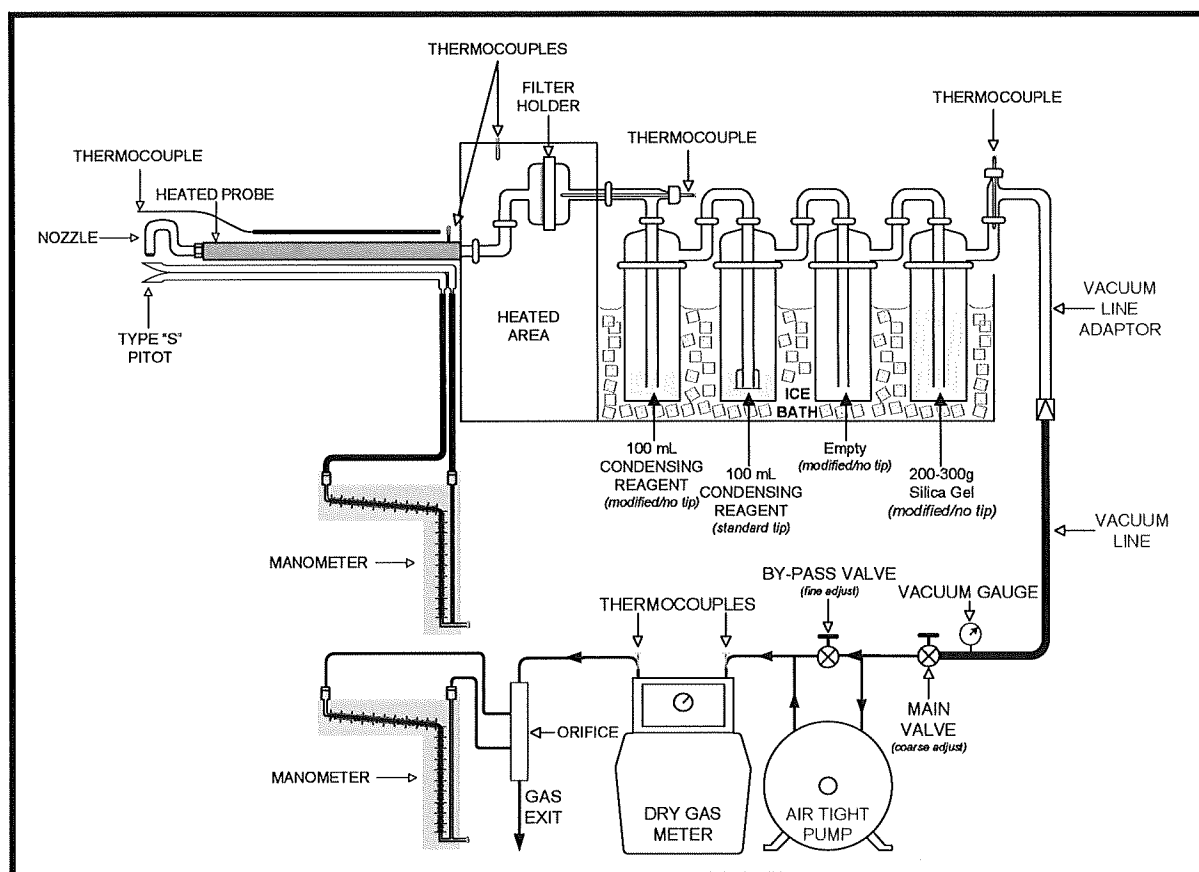 THERMOCOUPLES
FILTER
HOLDER
THERMOCOUPLE
THERMOCOUPLE
THERMOCOUPLE
HEATED PROBE
NOZZLE
TYPE "S"
PITOT
HEATED
AREA
VACUUM
LINE
ADAPTOR
ICE
BATH
100 mL
CONDENSING
REAGENT
(modified/no tip)
100 mL
CONDENSING
REAGENT
(standard tip)
Empty
(modified/no tip)
200-300g
Silica Gel
(modified/no tip)
VACUUM
LINE
MANOMETER
BY-PASS VALVE
(fine adjust)
VACUUM GAUGE
THERMOCOUPLES
MAIN
VALVE
(coarse adjust)
ORIFICE
MANOMETER
GAS
EXIT
DRY GAS
METER
AIR TIGHT
PUMP